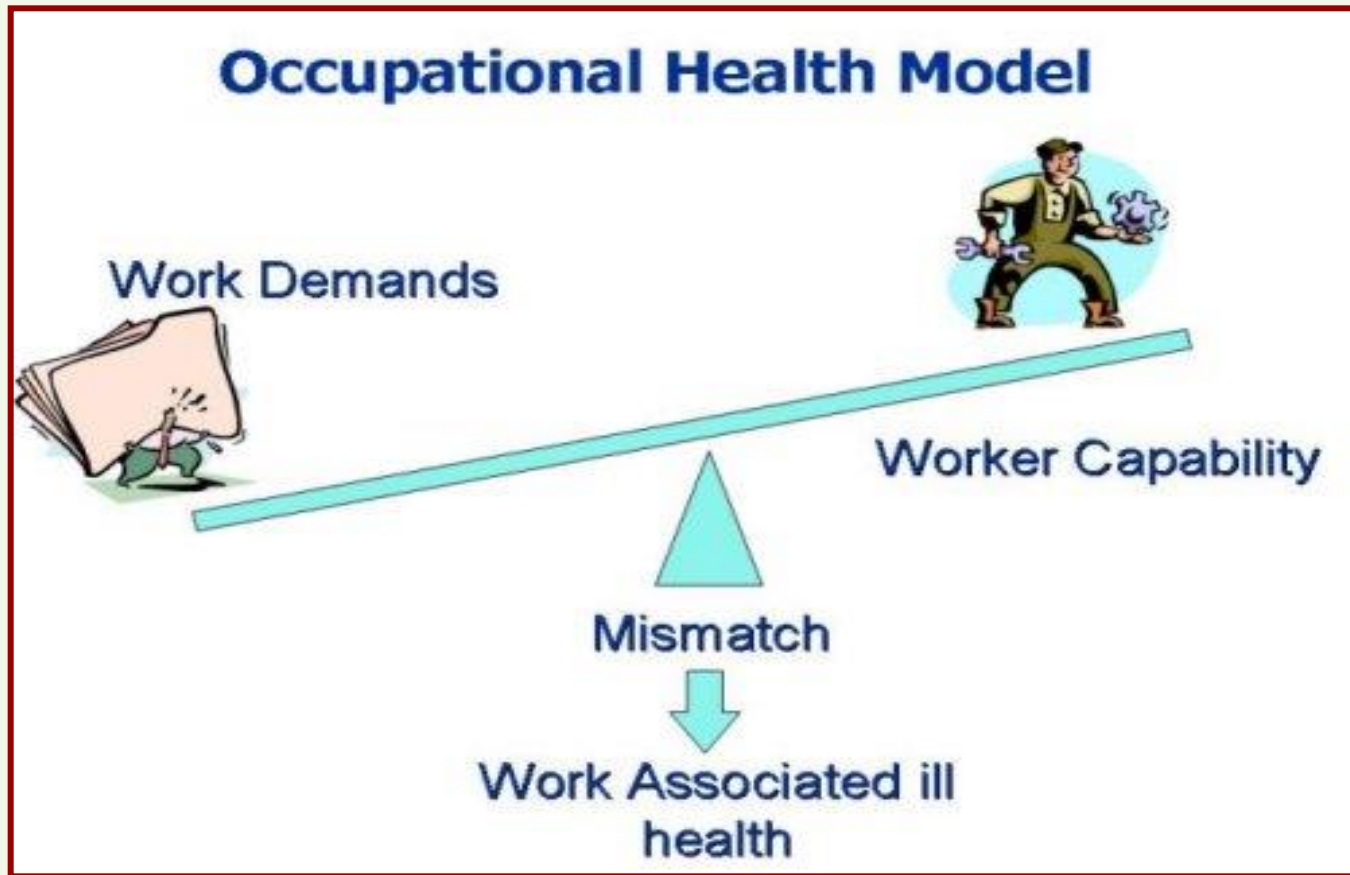 Occupational Health Model
Work Demands
Worker Capability
Mismatch
Work Associated ill
health